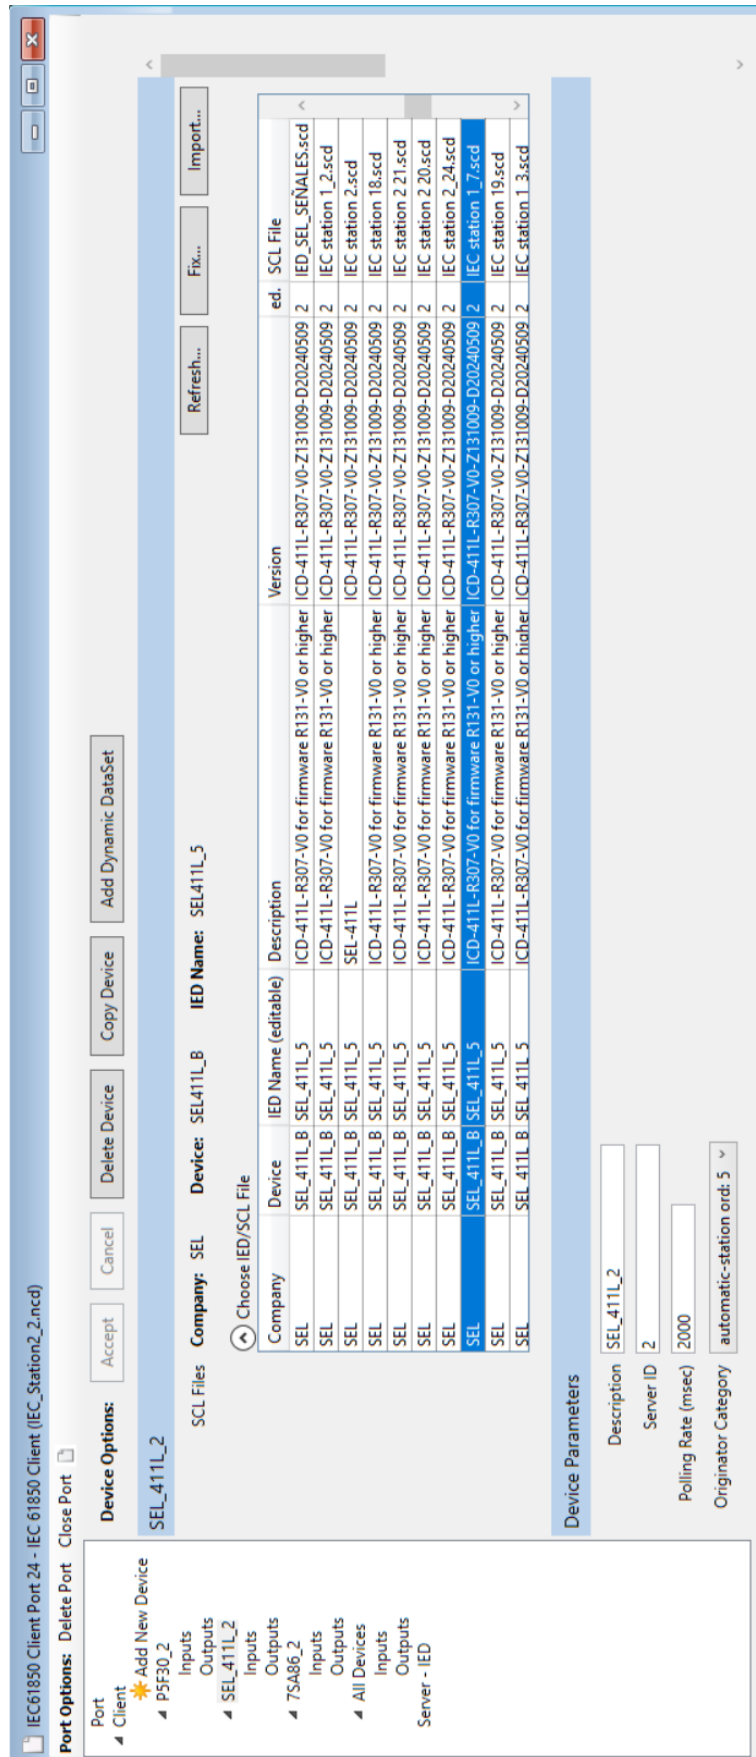 IEC61850 Client Port 24 - IEC 61850 Client (IEC_Station2_2.ncd)
Port Options: Delete Port Close Port
Port
Client
Add New Device
P5F30_2
Inputs
Outputs
SEL_411L_2
Inputs
Outputs
7SA86_2
Inputs
Outputs
All Devices
Inputs
Outputs
Server - IED
Device Options: Accept Cancel Delete Device Copy Device Add Dynamic DataSet
SEL_411L_2
SCL Files Company: SEL Device: SEL411L_B IED Name: SEL411L_5 Refresh... Fix... Import...
Choose IED/SCL File
Company Device IED Name (editable) Description Version ed. SCL File
SEL SEL_411L_B SEL_411L_5 ICD-411L-R307-V0 for firmware R131-V0 or higher ICD-411L-R307-V0-Z131009-D20240509 2 IED_SEL_SEÑALES.scd
SEL SEL_411L_B SEL_411L_5 ICD-411L-R307-V0 for firmware R131-V0 or higher ICD-411L-R307-V0-Z131009-D20240509 2 IEC station 1_2.scd
SEL SEL_411L_B SEL_411L_5 SEL-411L ICD-411L-R307-V0-Z131009-D20240509 2 IEC station 2.scd
SEL SEL_411L_B SEL_411L_5 ICD-411L-R307-V0 for firmware R131-V0 or higher ICD-411L-R307-V0-Z131009-D20240509 2 IEC station 18.scd
SEL SEL_411L_B SEL_411L_5 ICD-411L-R307-V0 for firmware R131-V0 or higher ICD-411L-R307-V0-Z131009-D20240509 2 IEC station 2 21.scd
SEL SEL_411L_B SEL_411L_5 ICD-411L-R307-V0 for firmware R131-V0 or higher ICD-411L-R307-V0-Z131009-D20240509 2 IEC station 2 20.scd
SEL SEL_411L_B SEL_411L_5 ICD-411L-R307-V0 for firmware R131-V0 or higher ICD-411L-R307-V0-Z131009-D20240509 2 IEC station 2_24.scd
SEL SEL_411L_B SEL_411L_5 ICD-411L-R307-V0 for firmware R131-V0 or higher ICD-411L-R307-V0-Z131009-D20240509 2 IEC station 1_7.scd
SEL SEL_411L_B SEL_411L_5 ICD-411L-R307-V0 for firmware R131-V0 or higher ICD-411L-R307-V0-Z131009-D20240509 2 IEC station 19.scd
SEL SEL_411L_B SEL_411L_5 ICD-411L-R307-V0 for firmware R131-V0 or higher ICD-411L-R307-V0-Z131009-D20240509 2 IEC station 1_3.scd
Device Parameters
Description SEL_411L_2
Server ID 2
Polling Rate (msec) 2000
Originator Category automatic-station ord: 5